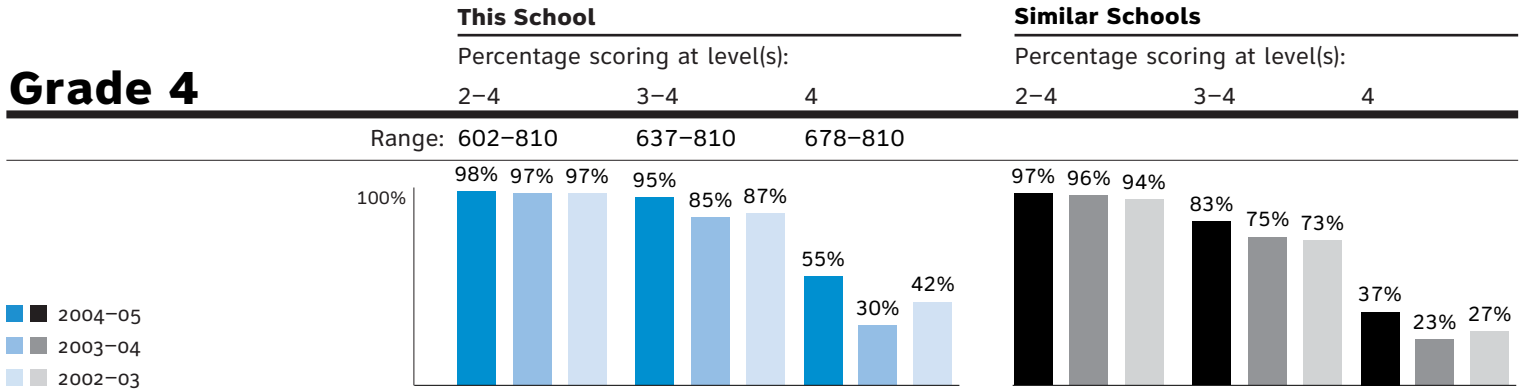 This School Similar Schools
Percentage scoring at level(s): Percentage scoring at level(s):
Grade 4 2–4 3–4 4 2–4 3–4 4
Range: 602–810 637–810 678–810
98% 97% 97% 95% 85% 87% 55% 30% 42% 97% 96% 94% 83% 75% 73% 37% 23% 27%
100%
2004–05
2003–04
2002–03